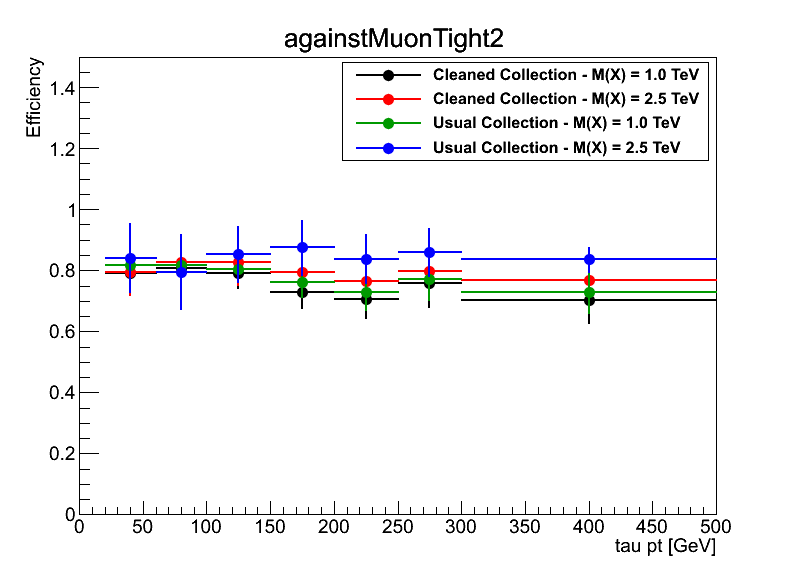 againstMuonTight2
Efficiency
Cleaned Collection - M(X) = 1.0 TeV
Cleaned Collection - M(X) = 2.5 TeV
Usual Collection - M(X) = 1.0 TeV
Usual Collection - M(X) = 2.5 TeV
1.4
1.2
1
0.8
0.6
0.4
0.2
0
0 50 100 150 200 250 300 350 400 450 500
tau pt [GeV]